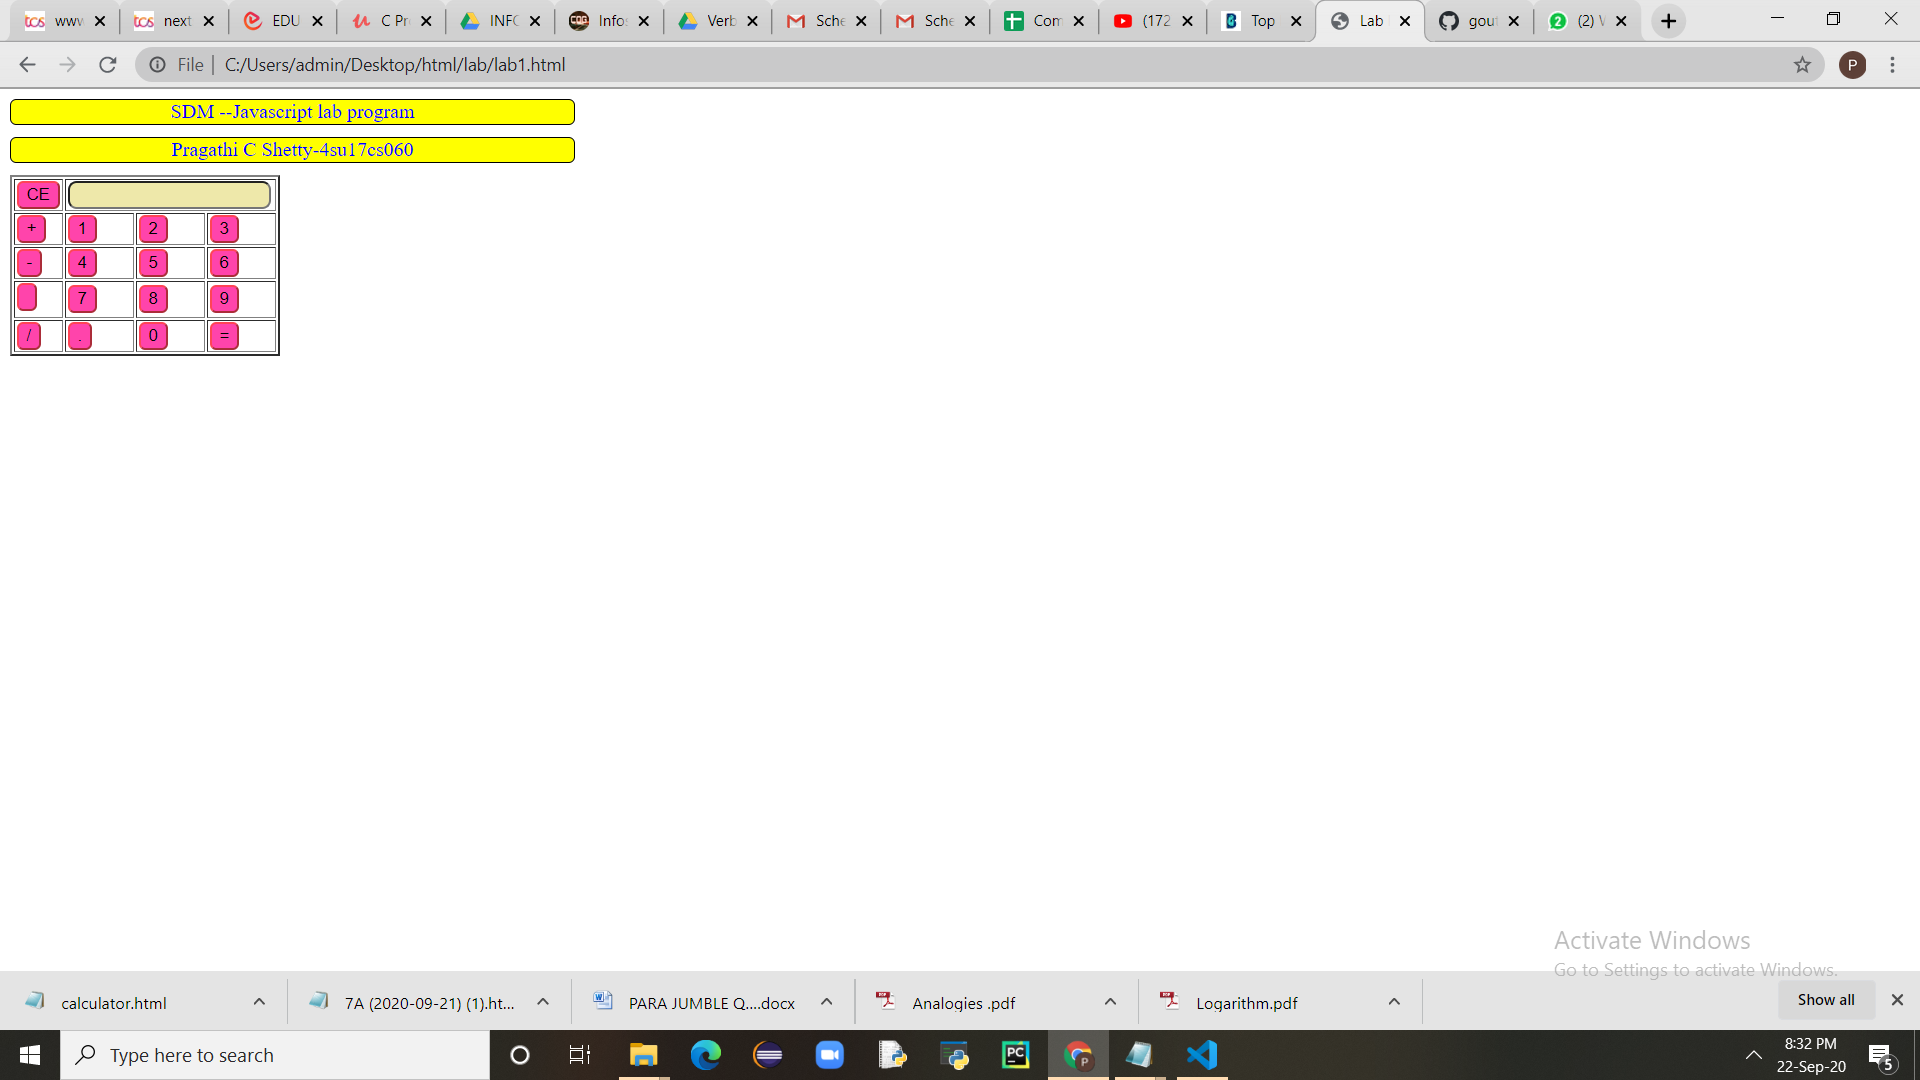 www
next
EDU
C Pr
INFO
Info
Verb
Sche
Sche
Com
(172
Top
Lab
gout
(2) W
File | C:/Users/admin/Desktop/html/lab/lab1.html
P
SDM --Javascript lab program
Pragathi C Shetty-4su17cs060
CE
+ 1 2 3
- 4 5 6
7 8 9
/ . 0 =
Activate Windows
Go to Settings to activate Windows.
calculator.html
7A (2020-09-21) (1).ht...
PARA JUMBLE Q....docx
Analogies .pdf
Logarithm.pdf
Show all
Type here to search
8:32 PM
22-Sep-20
5